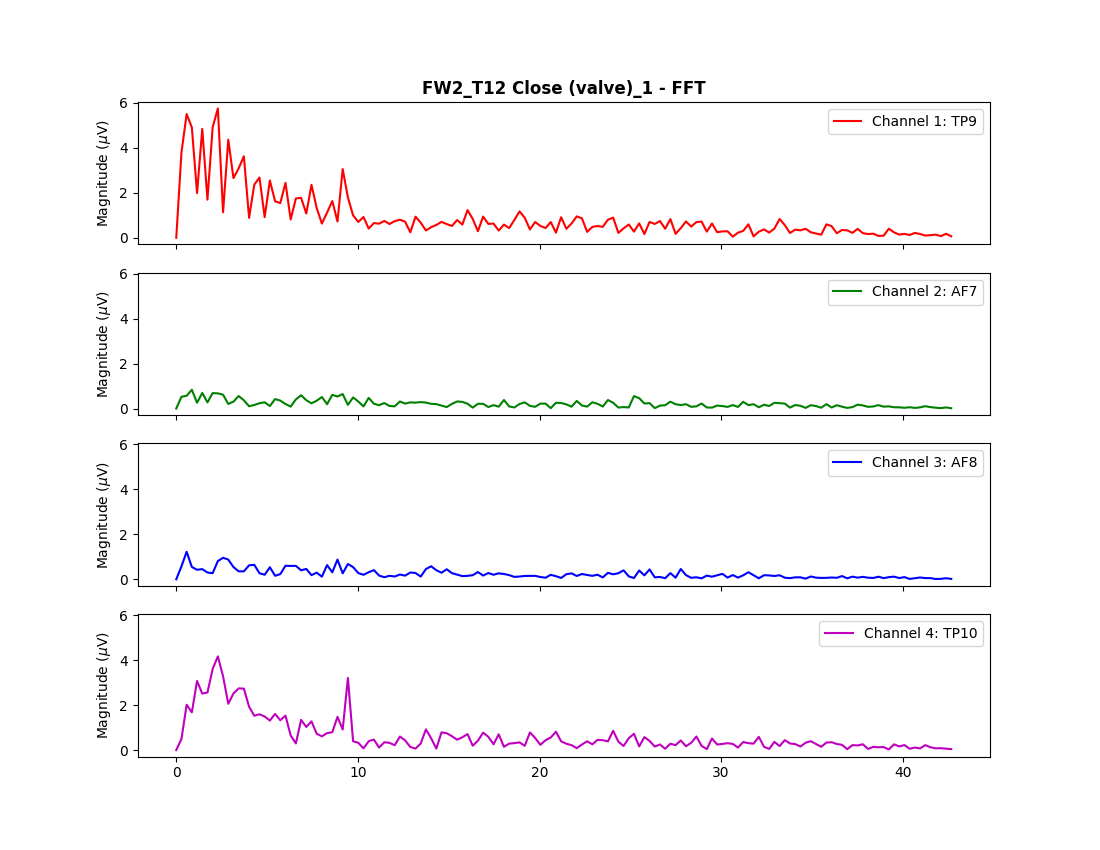 FW2_T12 Close (valve)_1 - FFT
6
4
2
0
Magnitude (μV)
Channel 1: TP9
6
4
2
0
Magnitude (μV)
Channel 2: AF7
6
4
2
0
Magnitude (μV)
Channel 3: AF8
6
4
2
0
Magnitude (μV)
Channel 4: TP10
0 10 20 30 40